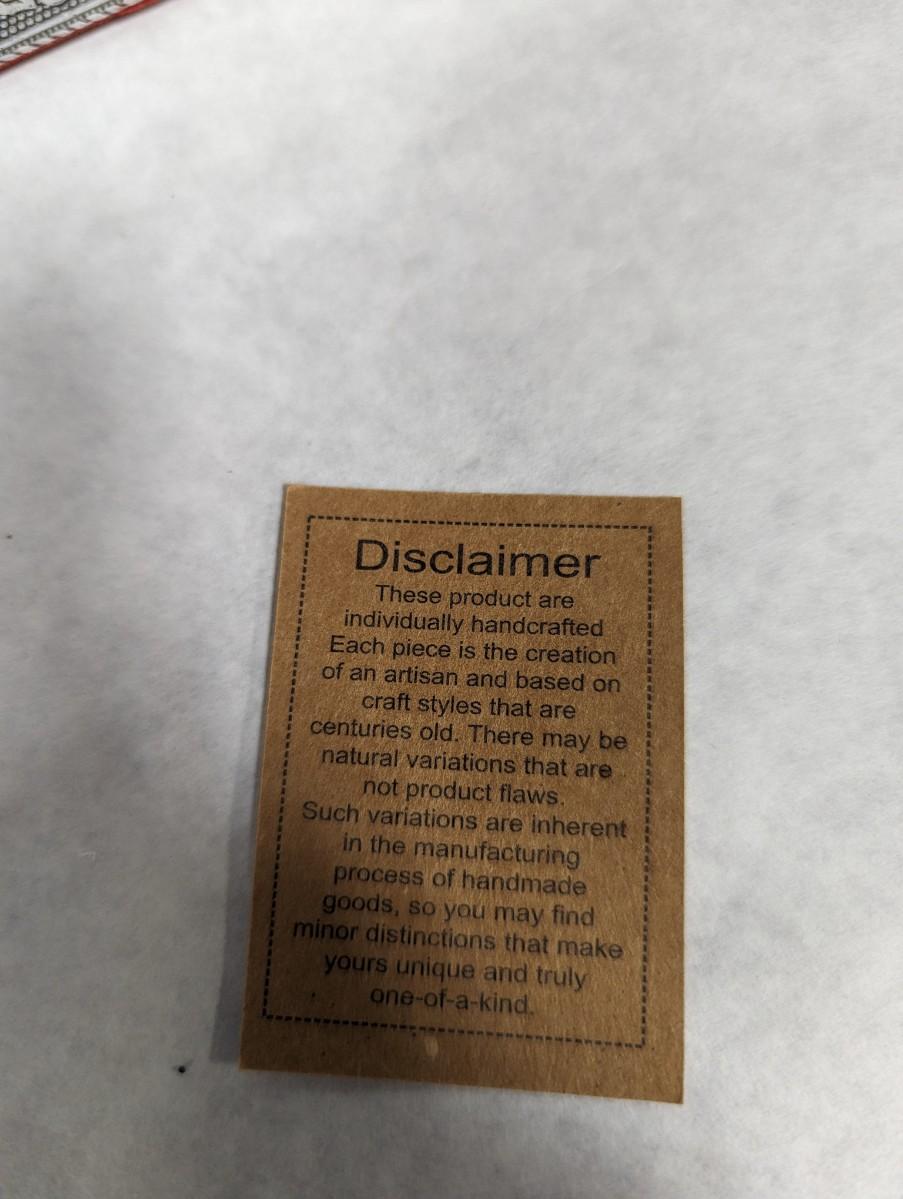 Disclaimer
These product are
individually handcrafted
Each piece is the creation
of an artisan and based on
craft styles that are
centuries old. There may be
natural variations that are
not product flaws.
Such variations are inherent
in the manufacturing
process of handmade
goods, so you may find
minor distinctions that make
yours unique and truly
one-of-a-kind.